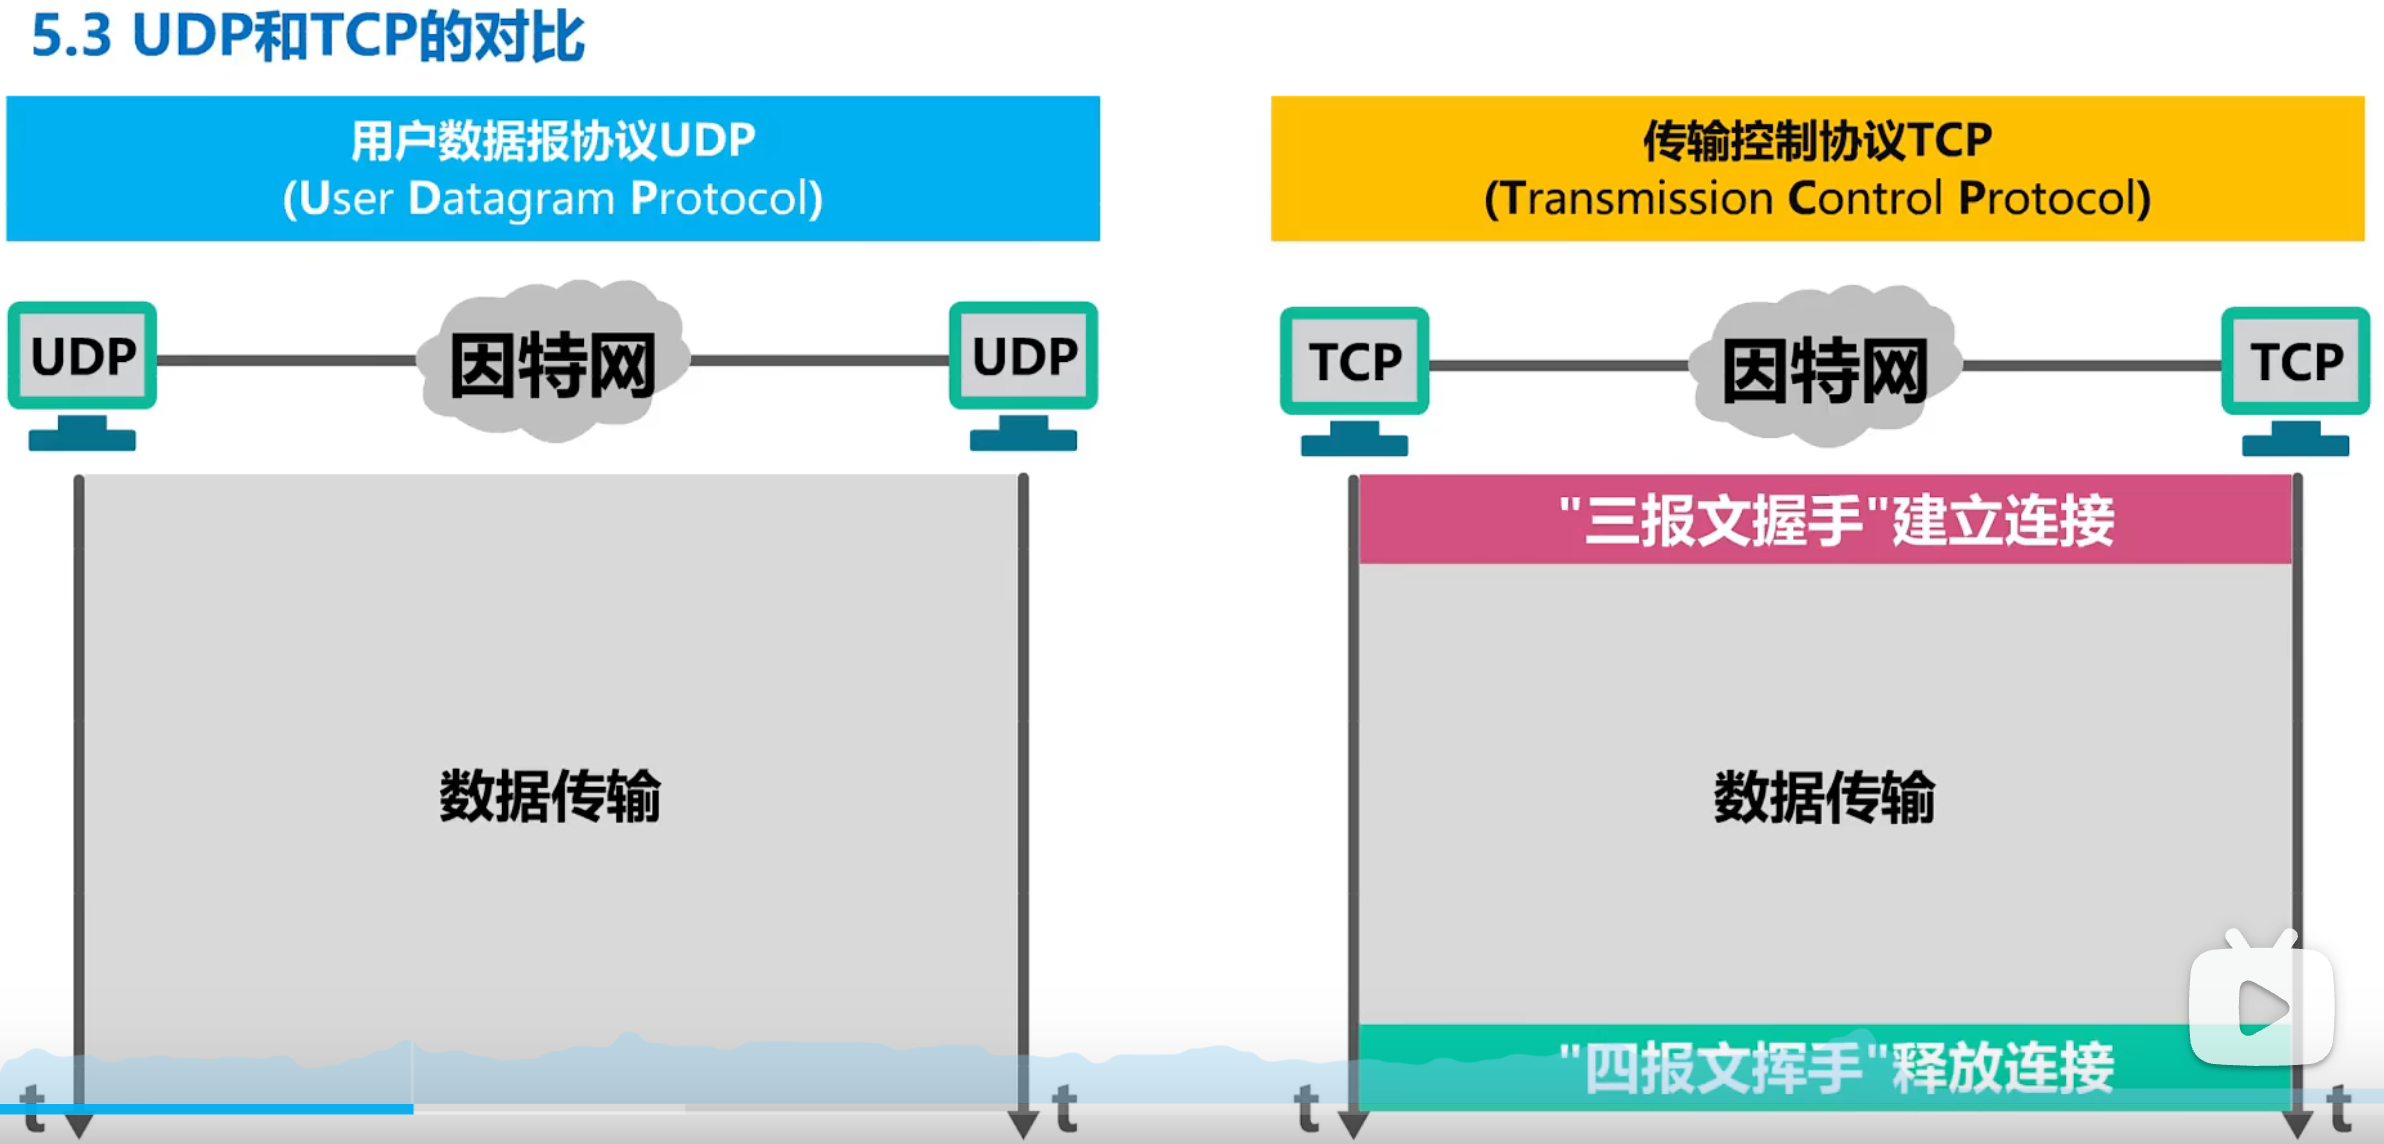 5.3 UDP和TCP的对比
用户数据报协议UDP
(User Datagram Protocol)
传输控制协议TCP
(Transmission Control Protocol)
UDP
因特网
UDP
TCP
因特网
TCP
"三报文握手"建立连接
数据传输
数据传输
"四报文挥手"释放连接
t
t
t
t